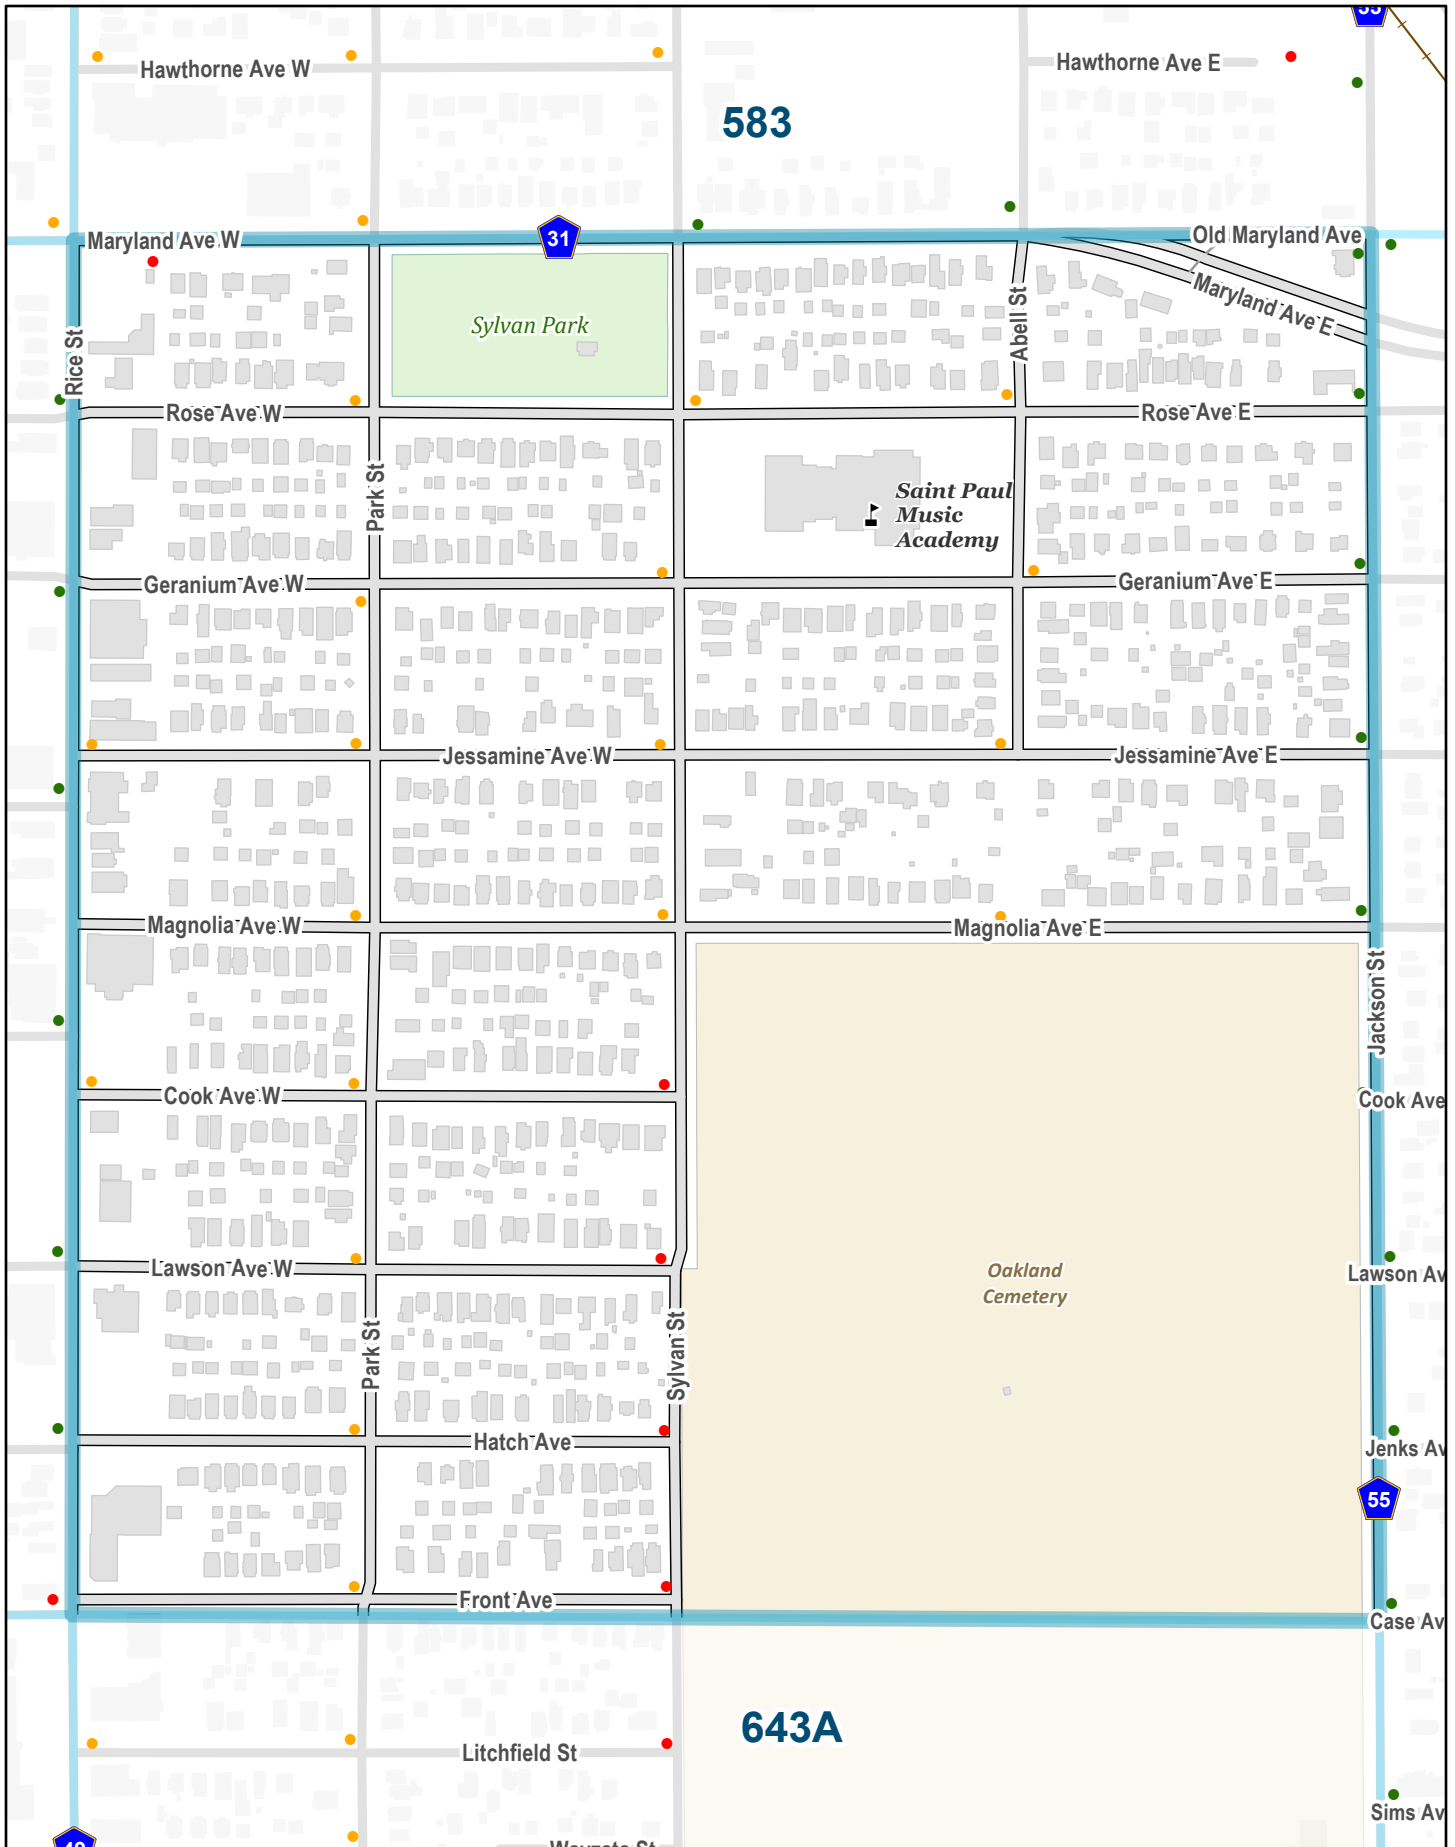 55
Hawthorne Ave W
Hawthorne Ave E
583
Maryland Ave W
31
Old Maryland Ave
Maryland Ave E
Sylvan Park
Abell St
Rice St
Rose Ave W
Rose Ave E
Park St
Saint Paul
Music
Academy
Geranium Ave W
Geranium Ave E
Jessamine Ave W
Jessamine Ave E
Magnolia Ave W
Magnolia Ave E
Jackson St
Cook Ave W
Cook Ave
Lawson Ave W
Oakland
Cemetery
Lawson Av
Park St
Sylvan St
Hatch Ave
Jenks Av
55
Front Ave
Case Av
643A
Litchfield St
Sims Av